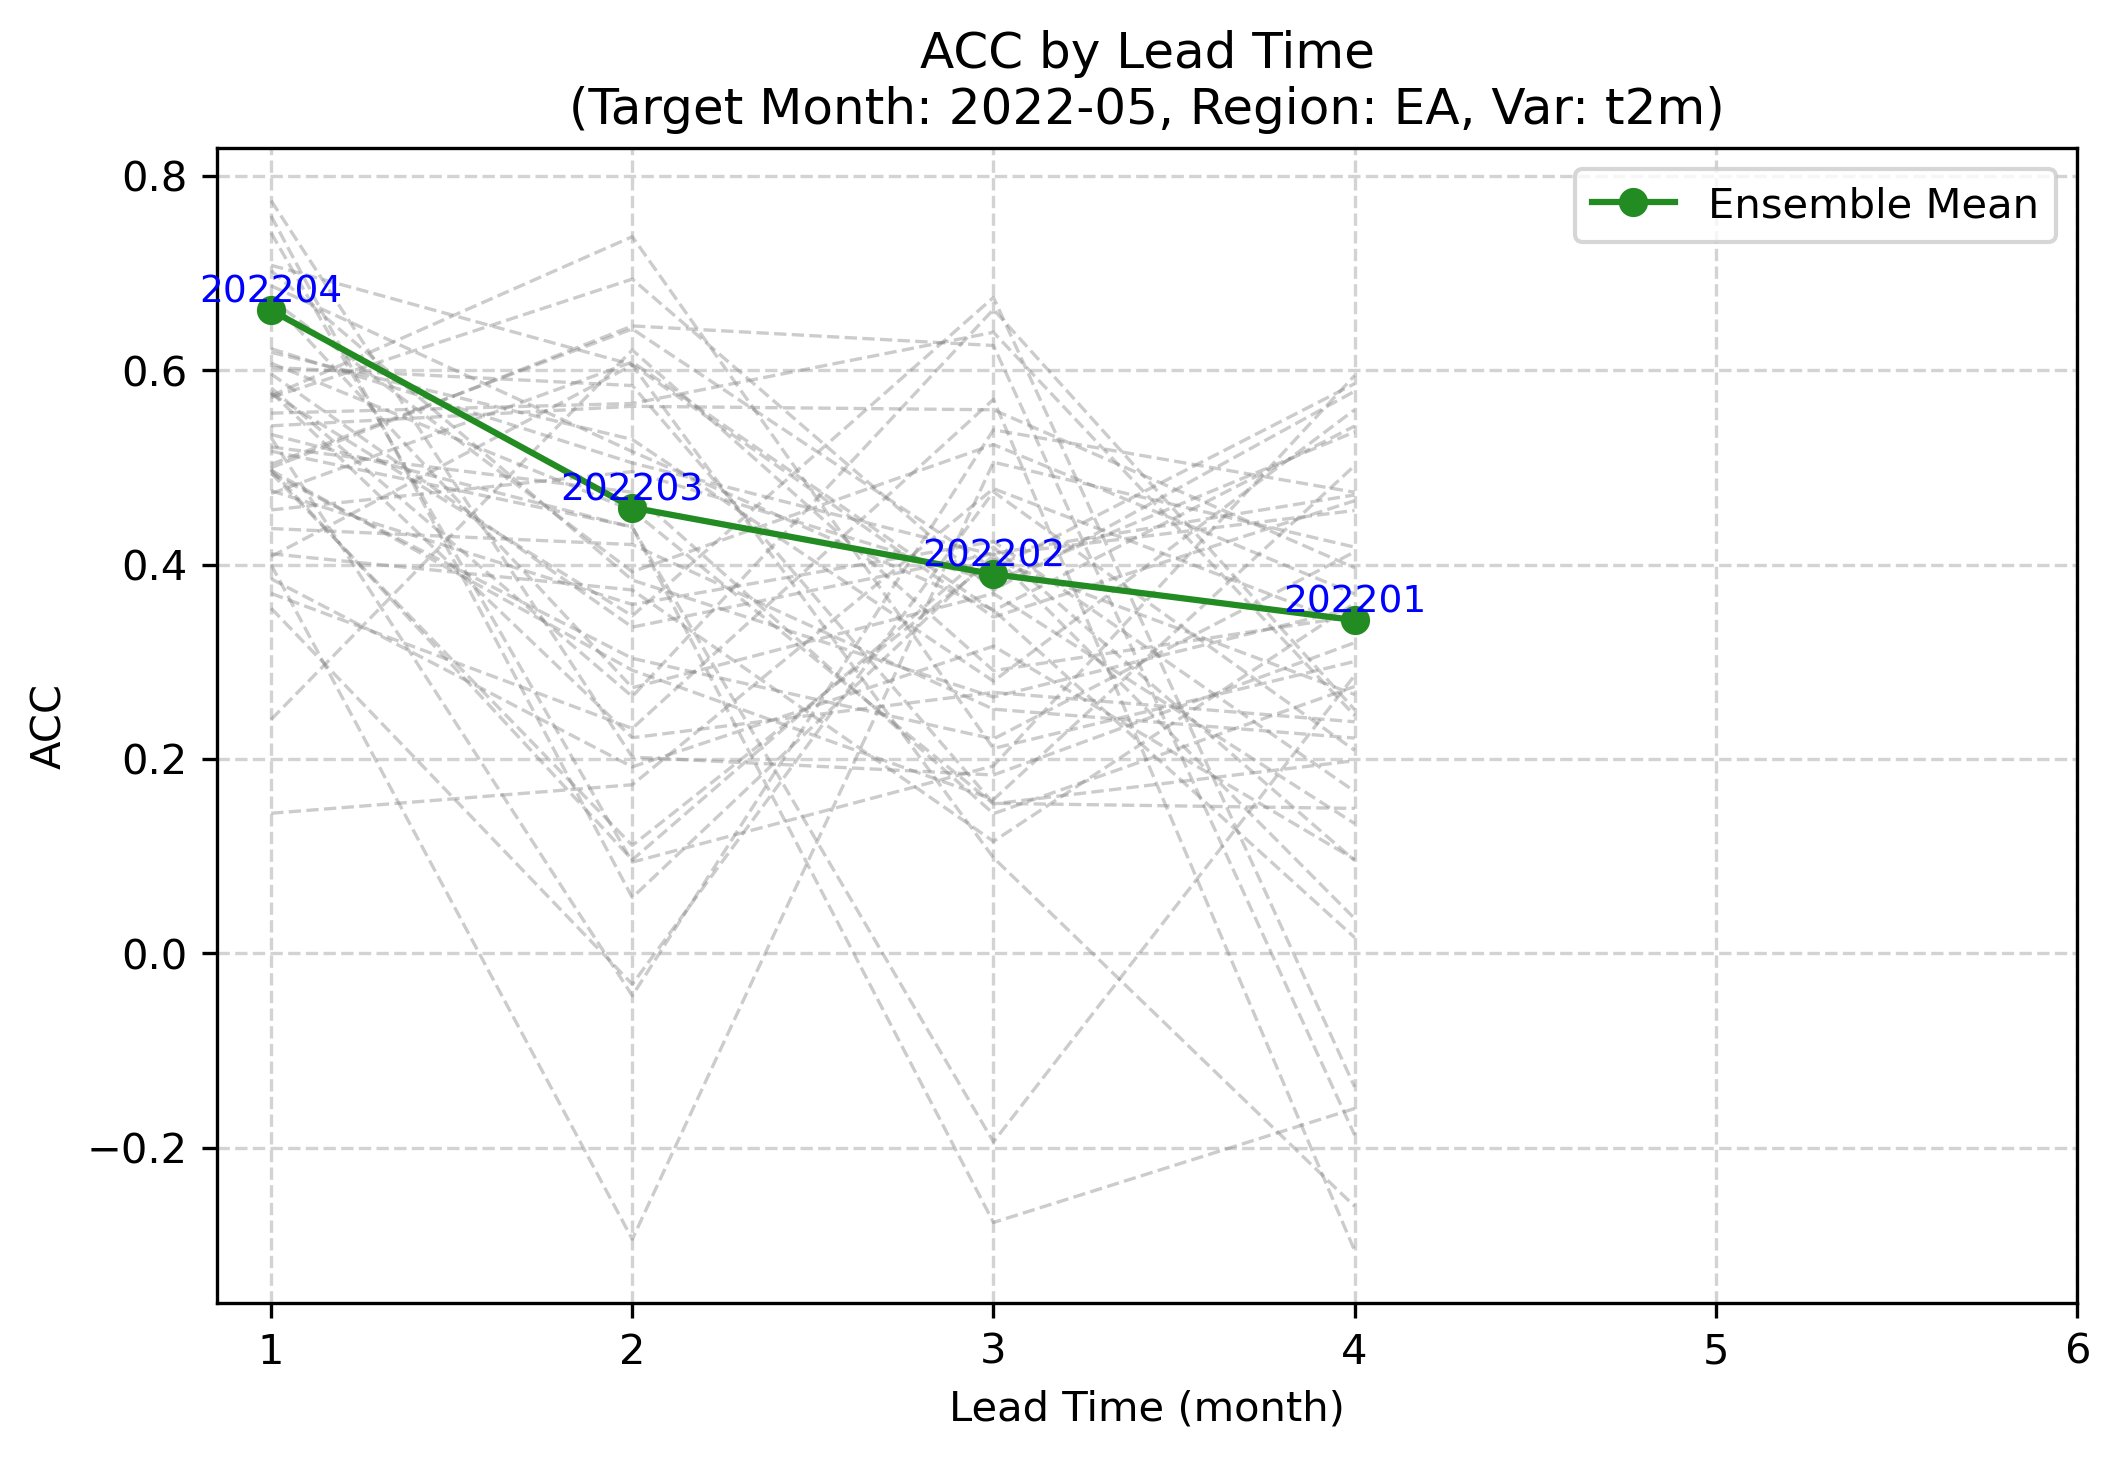 ACC by Lead Time
(Target Month: 2022-05, Region: EA, Var: t2m)
Ensemble Mean
ACC
0.8
0.6
0.4
0.2
0.0
−0.2
202204
202203
202202
202201
1 2 3 4 5 6
Lead Time (month)